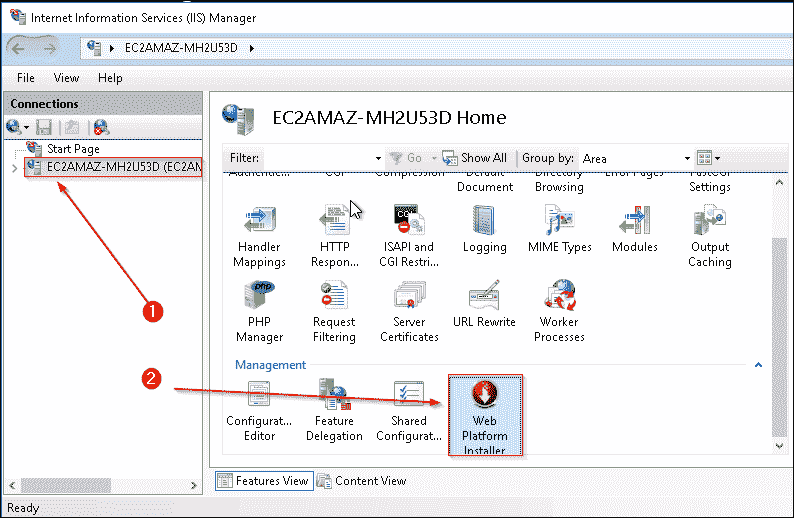 Internet Information Services (IIS) Manager
EC2AMAZ-MH2U53D
File View Help
Connections
Start Page
EC2AMAZ-MH2U53D (EC2AM
EC2AMAZ-MH2U53D Home
Filter: Go Show All Group by: Area
Authentic... CGI Compression Default Document Directory Browsing Error Pages FastCGI Settings
Handler Mappings
HTTP Respon...
ISAPI and CGI Restri...
Logging
MIME Types
Modules
Output Caching
PHP Manager
Request Filtering
Server Certificates
URL Rewrite
Worker Processes
1
Management
2
Configurat... Editor
Feature Delegation
Shared Configurat...
Web Platform Installer
Features View Content View
Ready